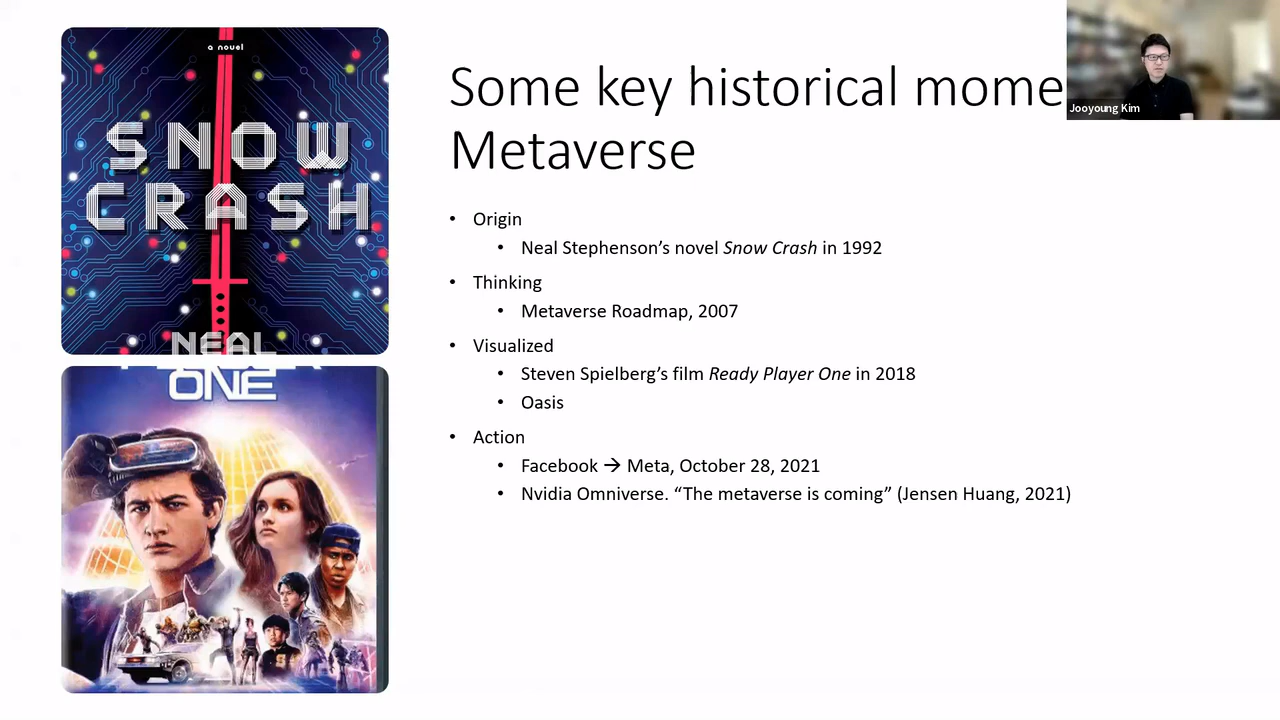 a novel
SNOW
CRASH
NEAL
ONE
Some key historical mome
Metaverse
• Origin
• Neal Stephenson’s novel Snow Crash in 1992
• Thinking
• Metaverse Roadmap, 2007
• Visualized
• Steven Spielberg’s film Ready Player One in 2018
• Oasis
• Action
• Facebook → Meta, October 28, 2021
• Nvidia Omniverse. “The metaverse is coming” (Jensen Huang, 2021)
Jooyoung Kim